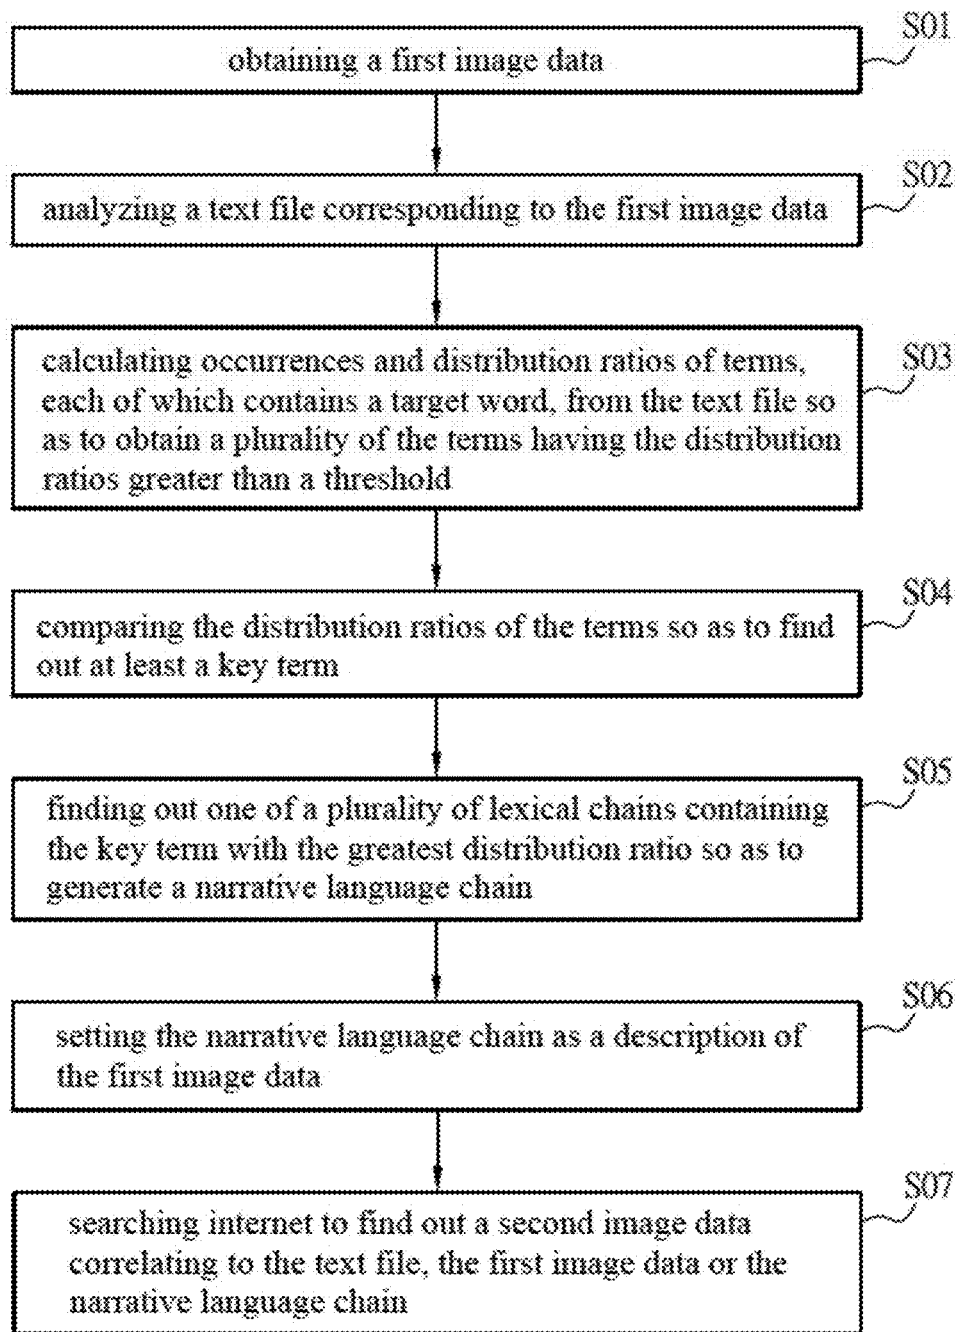 S01
obtaining a first image data
S02
analyzing a text file corresponding to the first image data
S03
calculating occurrences and distribution ratios of terms,
each of which contains a target word, from the text file so
as to obtain a plurality of the terms having the distribution
ratios greater than a threshold
S04
comparing the distribution ratios of the terms so as to find
out at least a key term
S05
finding out one of a plurality of lexical chains containing
the key term with the greatest distribution ratio so as to
generate a narrative language chain
S06
setting the narrative language chain as a description of
the first image data
S07
searching internet to find out a second image data
correlating to the text file, the first image data or the
narrative language chain